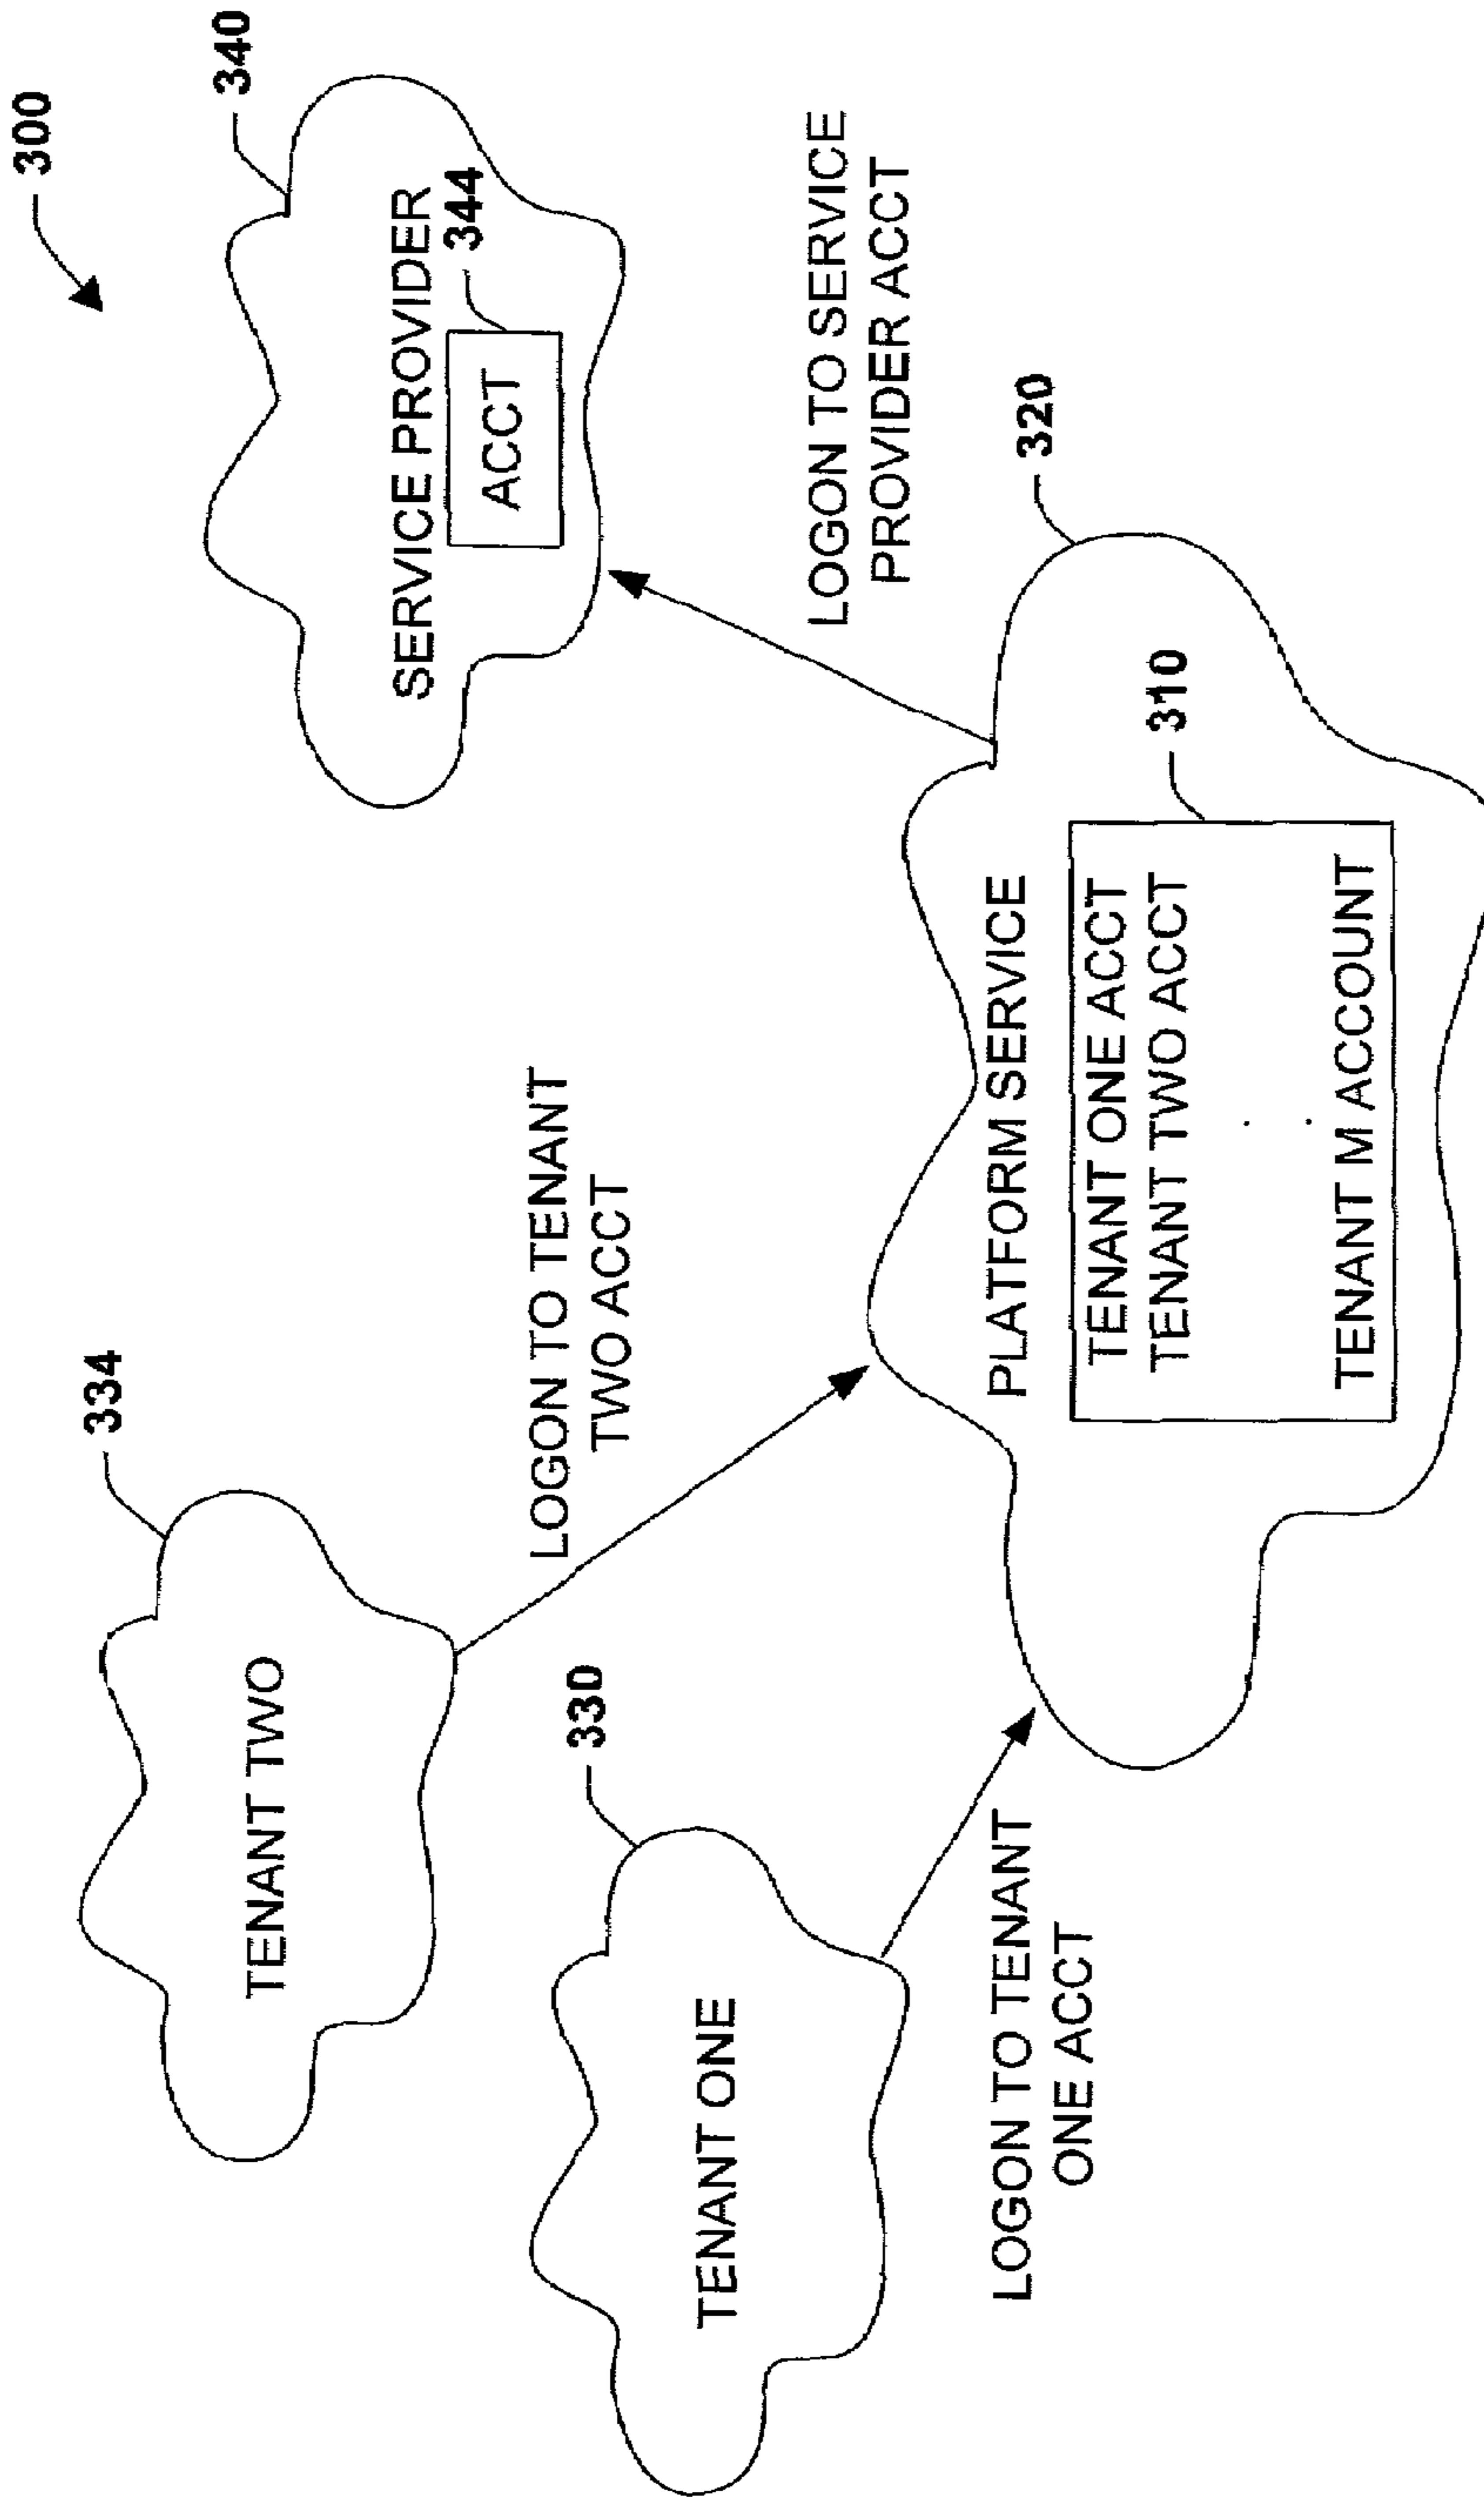 300
334
TENANT TWO
340
SERVICE PROVIDER
344
ACCT
LOGON TO TENANT
TWO ACCT
330
TENANT ONE
LOGON TO SERVICE
PROVIDER ACCT
320
LOGON TO TENANT
ONE ACCT
PLATFORM SERVICE
310
TENANT ONE ACCT
TENANT TWO ACCT
.
.
TENANT M ACCOUNT